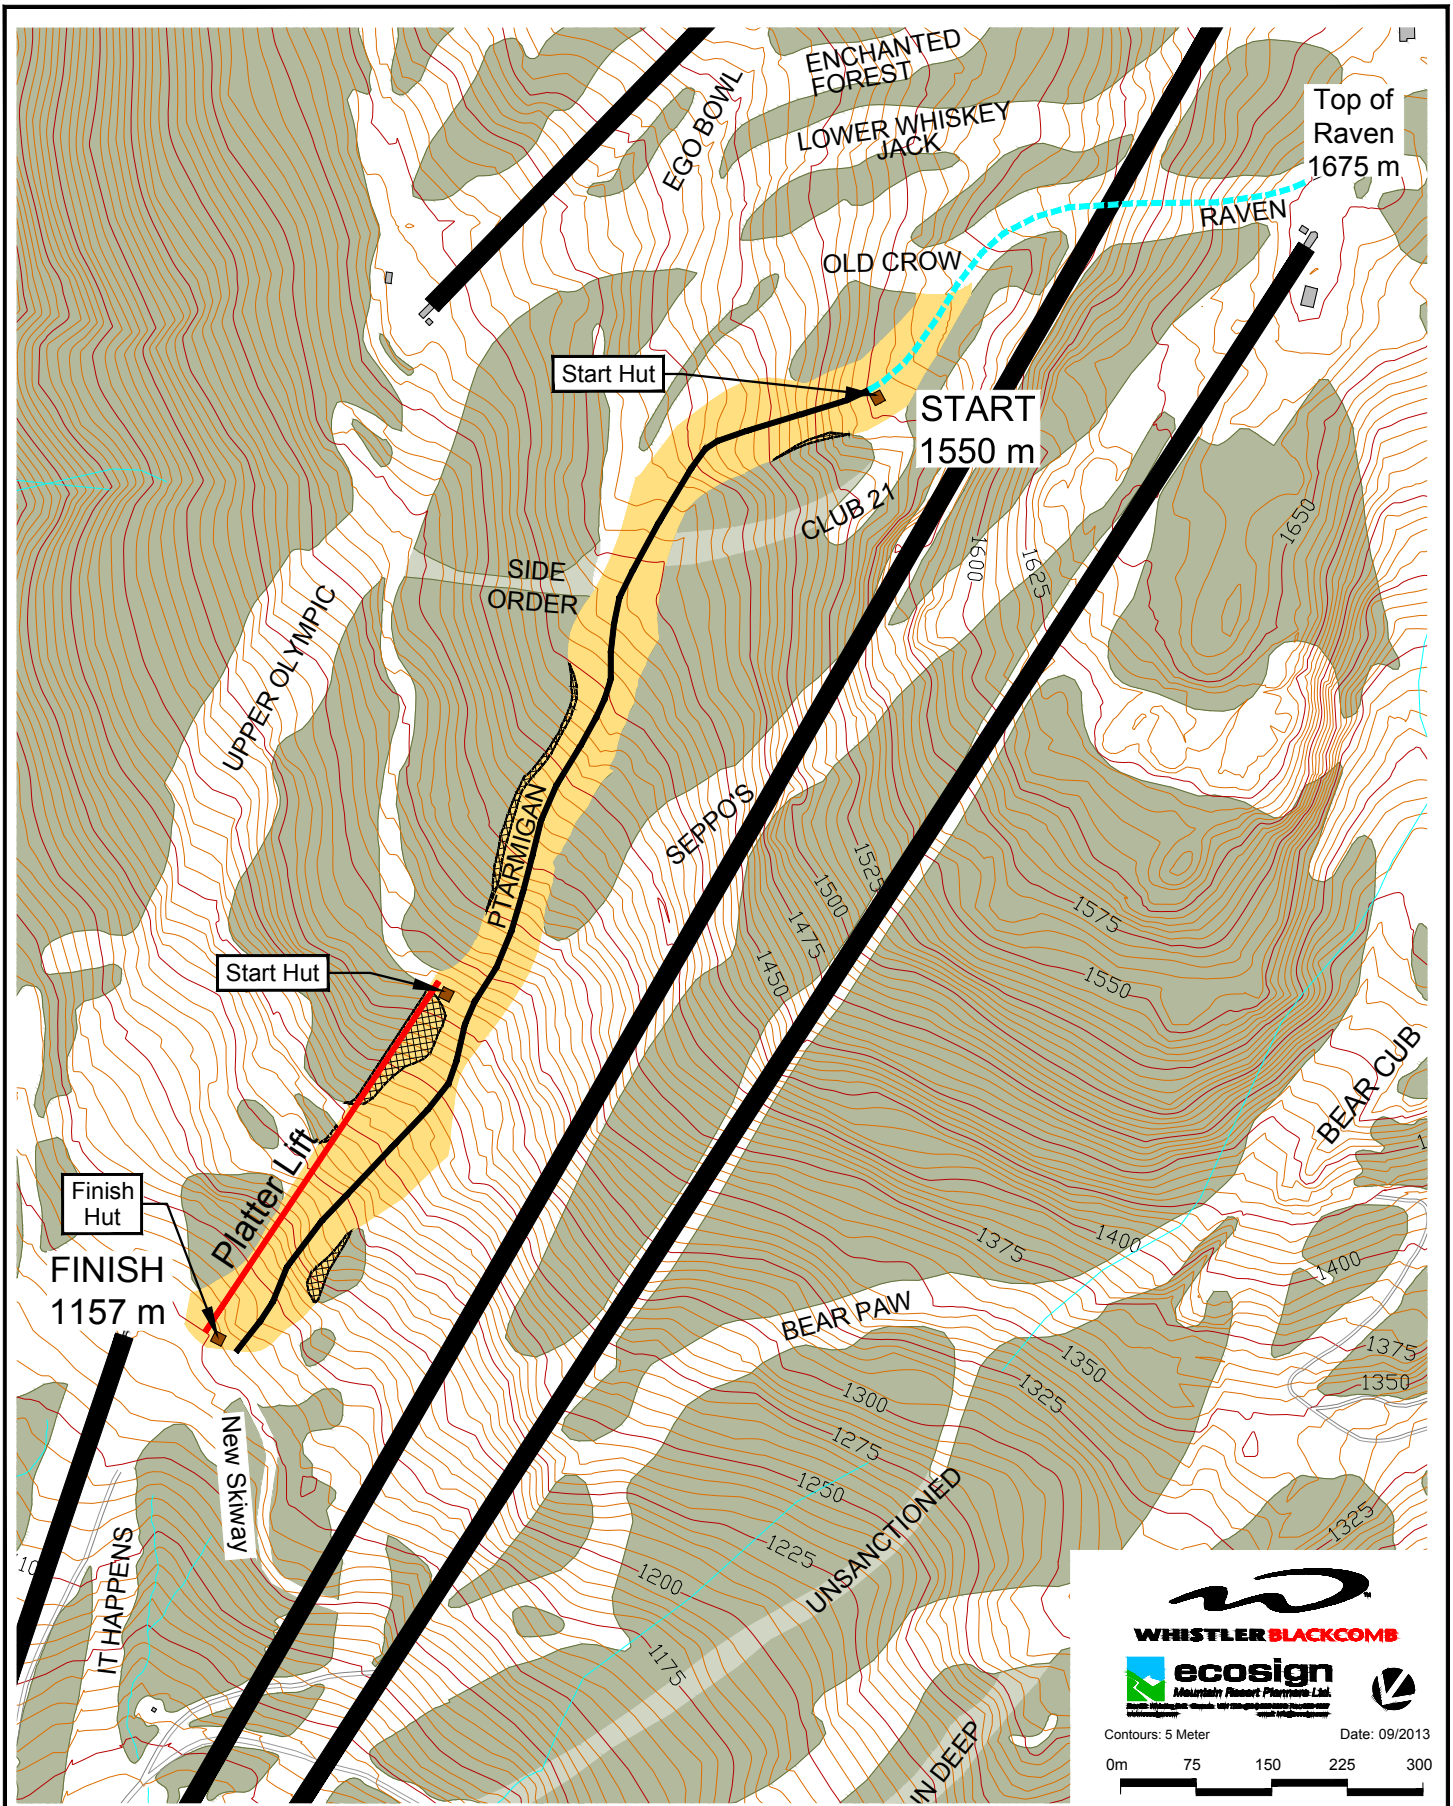 ENCHANTED
FOREST
EGO BOWL
LOWER WHISKEY
JACK
Top of
Raven
1675 m
RAVEN
OLD CROW
Start Hut
START
1550 m
CLUB 21
1650
1600
1625
SIDE
ORDER
UPPER OLYMPIC
SEPPO'S
PTARMIGAN
1525
1500
1475
1450
1575
1550
Start Hut
BEAR CUB
Platter Lift
Finish
Hut
FINISH
1157 m
1375
1400
1400
BEAR PAW
1350
1325
1375
1350
1300
1275
1250
1225
1200
1175
New Skiway
UNSANCTIONED
1325
IT HAPPENS
IN DEEP
WHISTLER BLACKCOMB
ecosign
Mountain Resort Planners Ltd.
Contours: 5 Meter
Date: 09/2013
0m 75 150 225 300